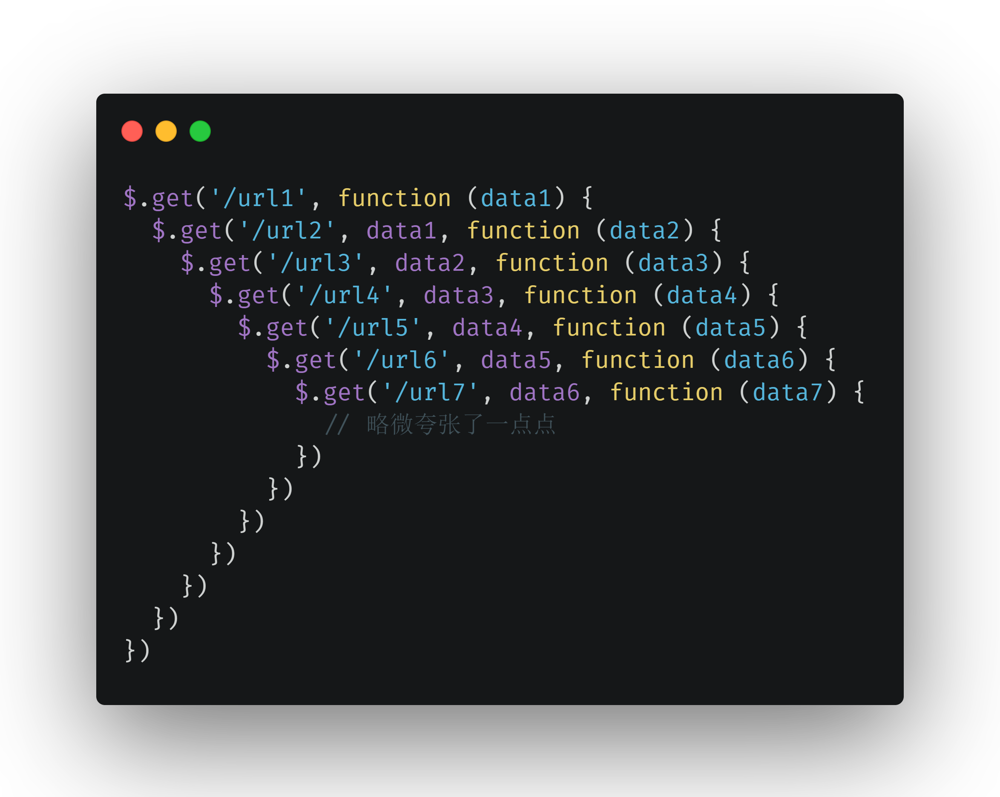 $.get('/url1', function (data1) {
  $.get('/url2', data1, function (data2) {
    $.get('/url3', data2, function (data3) {
      $.get('/url4', data3, function (data4) {
        $.get('/url5', data4, function (data5) {
          $.get('/url6', data5, function (data6) {
            $.get('/url7', data6, function (data7) {
              // 略微夸张了一点点
            })
          })
        })
      })
    })
  })
})